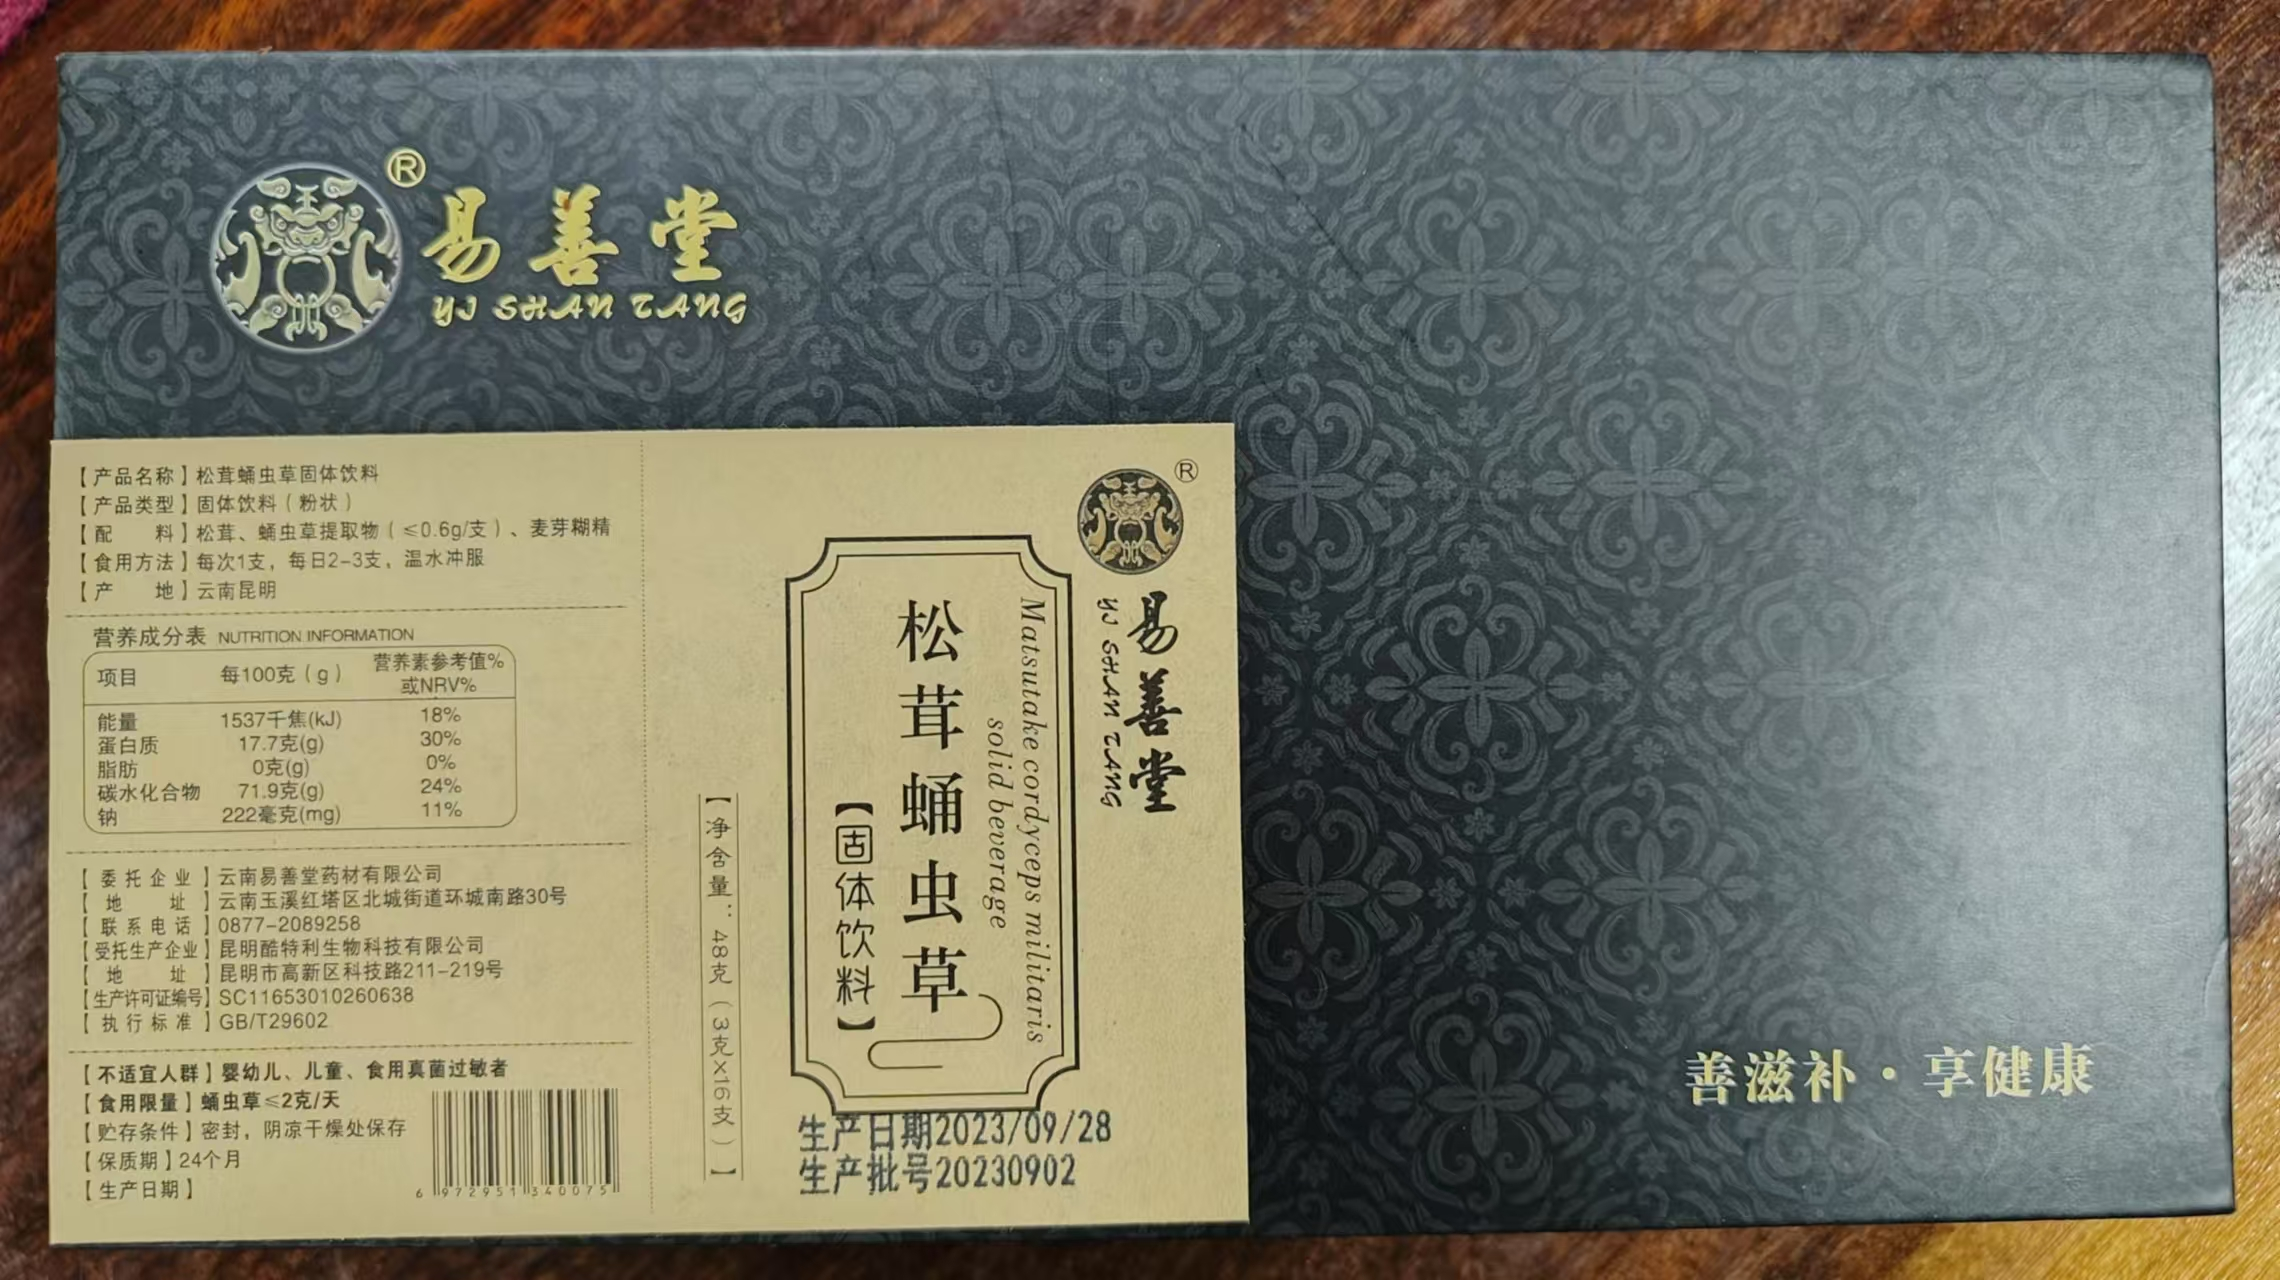 ®
易善堂
YI SHAN TANG
【产品名称】松茸蛹虫草固体饮料
【产品类型】固体饮料(粉状)
【配 料】松茸、蛹虫草提取物(≤0.6g/支)、麦芽糊精
【食用方法】每次1支，每日2-3支，温水冲服
【产 地】云南昆明
营养成分表 NUTRITION INFORMATION
项目 每100克(g) 营养素参考值%或NRV%
能量 1537千焦(kJ) 18%
蛋白质 17.7克(g) 30%
脂肪 0克(g) 0%
碳水化合物 71.9克(g) 24%
钠 222毫克(mg) 11%
【委托企业】云南易善堂药材有限公司
【地 址】云南玉溪红塔区北城街道环城南路30号
【联系电话】0877-2089258
【受托生产企业】昆明酷特利生物科技有限公司
【地 址】昆明市高新区科技路211-219号
【生产许可证编号】SC11653010260638
【执行标准】GB/T29602
【不适宜人群】婴幼儿、儿童、食用真菌过敏者
【食用限量】蛹虫草≤2克/天
【贮存条件】密封，阴凉干燥处保存
【保质期】24个月
【生产日期】
6 972951 340075
®
易善堂
YI SHAN TANG
Matsutake cordyceps militaris
solid beverage
松茸蛹虫草
【固体饮料】
【净含量：48克(3克x16支)】
生产日期2023/09/28
生产批号20230902
善滋补·享健康